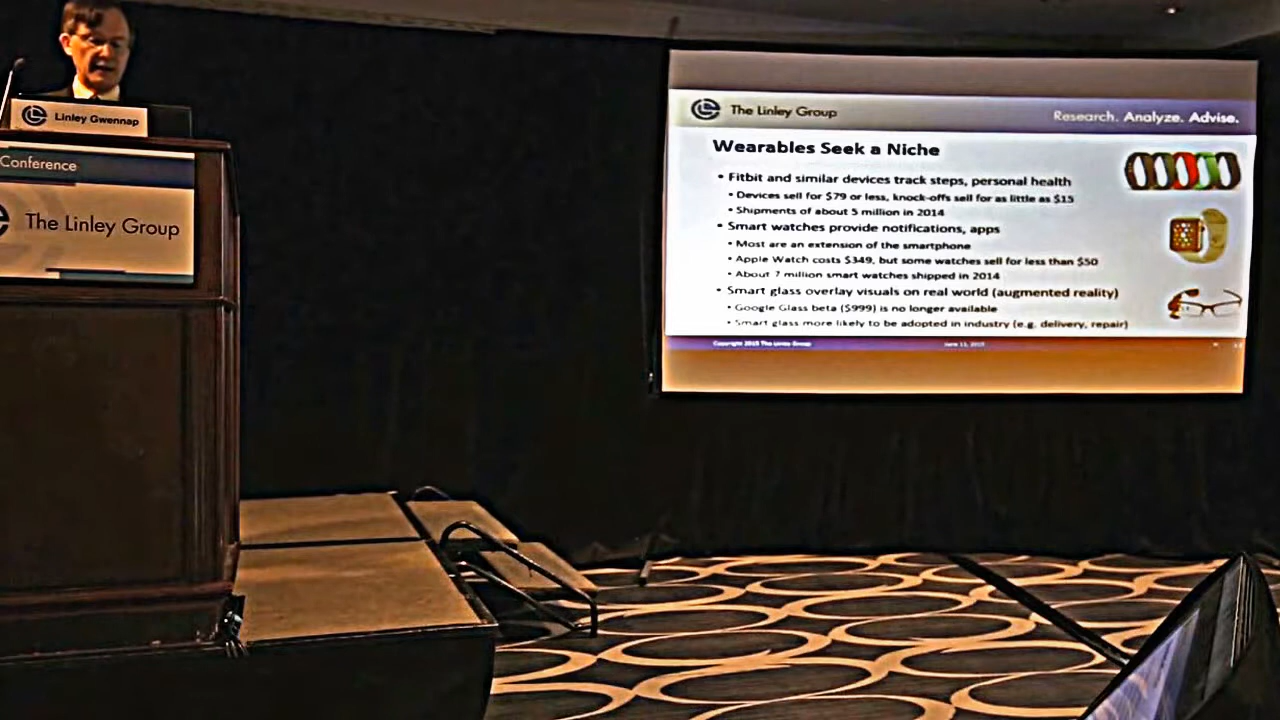 Linley Gwennap
Conference
The Linley Group
The Linley Group
Research. Analyze. Advise.
Wearables Seek a Niche
• Fitbit and similar devices track steps, personal health
• Devices sell for $79 or less, knock-offs sell for as little as $15
• Shipments of about 5 million in 2014
• Smart watches provide notifications, apps
• Most are an extension of the smartphone
• Apple Watch costs $349, but some watches sell for less than $50
• About 7 million smart watches shipped in 2014
• Smart glass overlay visuals on real world (augmented reality)
• Google Glass beta ($999) is no longer available
• Smart glass more likely to be adopted in industry (e.g. delivery, repair)
Copyright 2015 The Linley Group